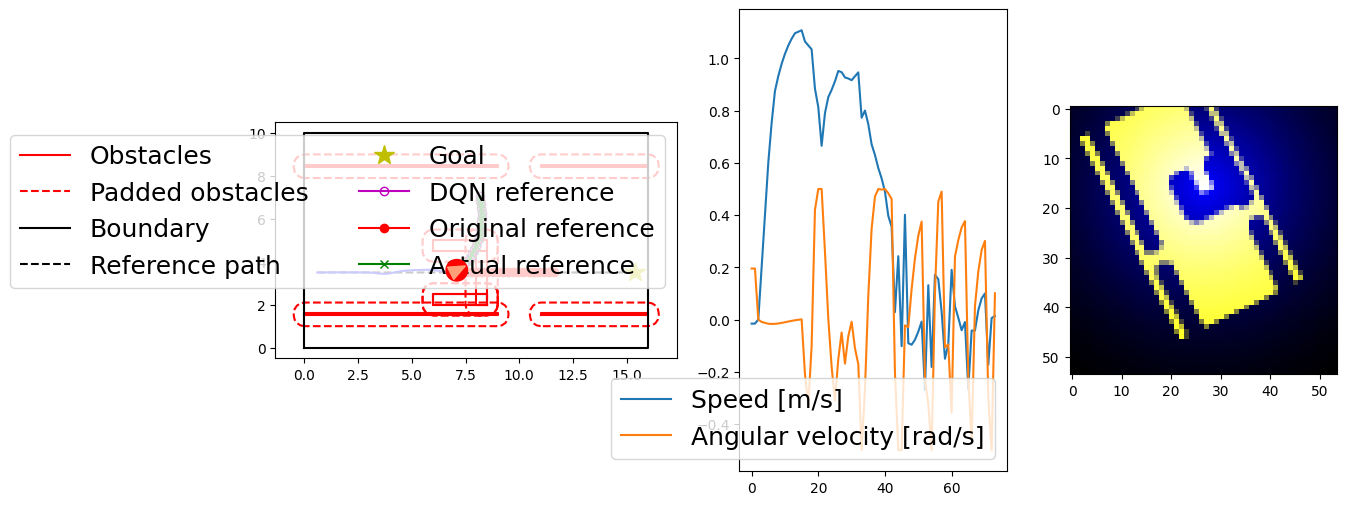 Obstacles
Padded obstacles
Boundary
Reference path
Goal
DQN reference
Original reference
Actual reference
10
8
6
4
2
0
0.0 2.5 5.0 7.5 10.0 12.5 15.0
1.0
0.8
0.6
0.4
0.2
0.0
−0.2
−0.4
0 20 40 60
Speed [m/s]
Angular velocity [rad/s]
0
10
20
30
40
50
0 10 20 30 40 50